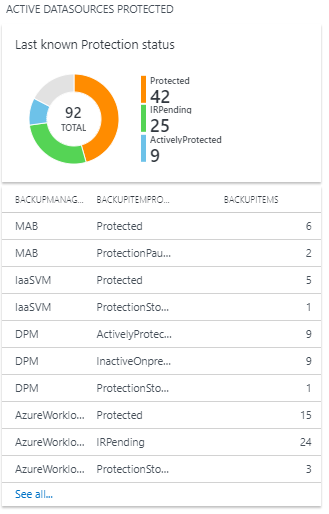 ACTIVE DATASOURCES PROTECTED
Last known Protection status
92
TOTAL
Protected
42
IRPending
25
ActivelyProtected
9
BACKUPMANAG... BACKUPITEMPRO... BACKUPITEMS
MAB Protected 6
MAB ProtectionPau... 2
IaaSVM Protected 5
IaaSVM ProtectionSto... 1
DPM ActivelyProtec... 9
DPM InactiveOnpre... 9
DPM ProtectionSto... 1
AzureWorklo... Protected 15
AzureWorklo... IRPending 24
AzureWorklo... ProtectionSto... 3
See all...